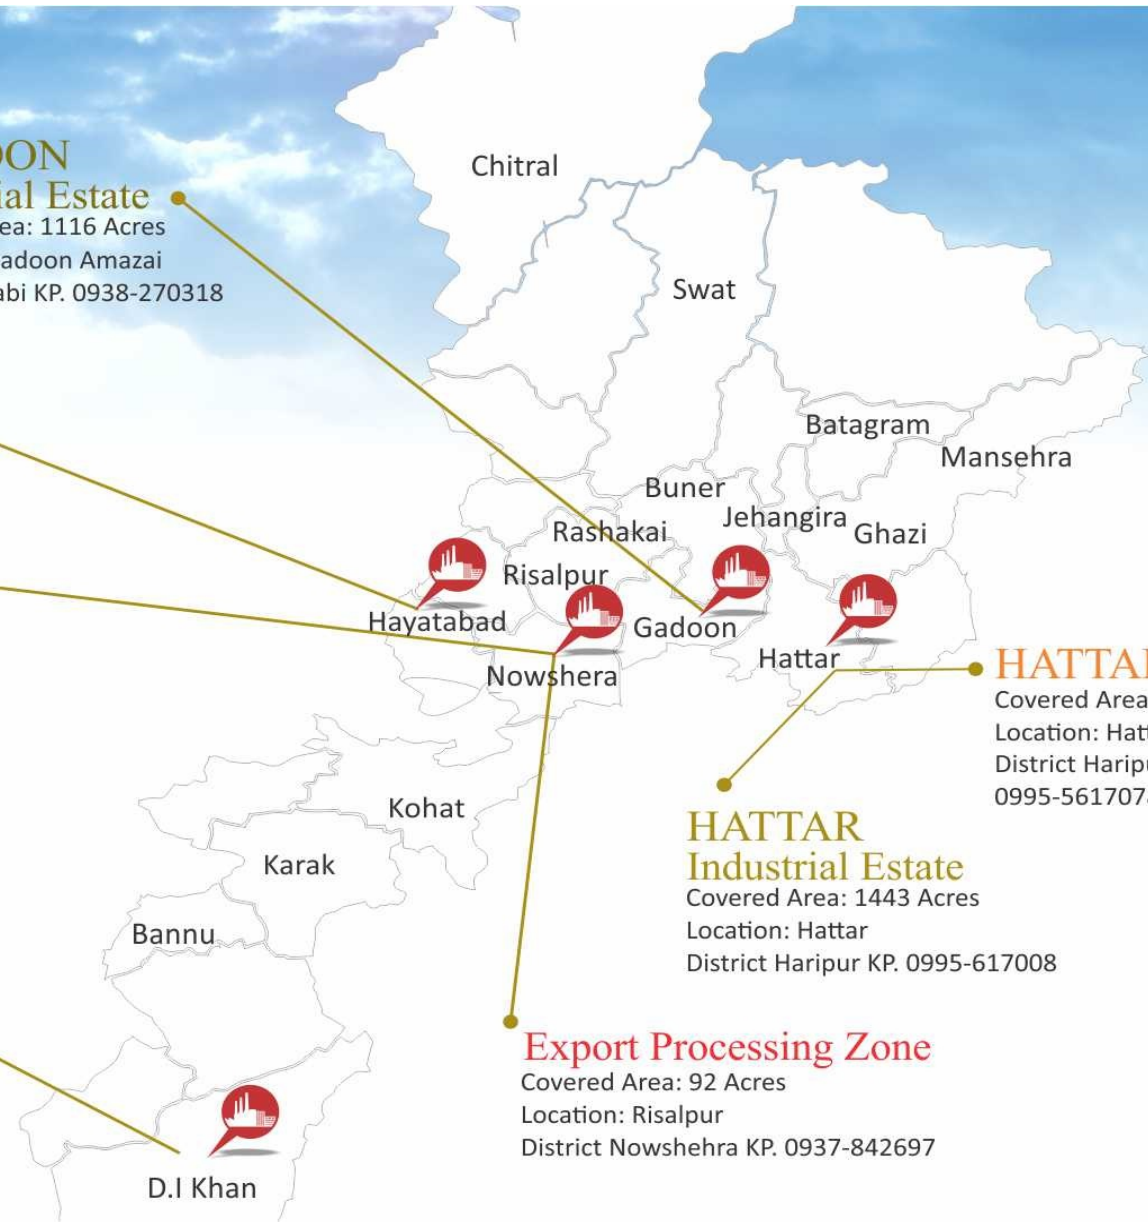 Chitral
OON
ial Estate
ea: 1116 Acres
adoon Amazai
abi KP. 0938-270318
Swat
Batagram
Mansehra
Buner
Jehangira
Rashakai
Ghazi
Risalpur
Hayatabad
Gadoon
Hattar
Nowshera
HATTA
Covered Area
Location: Hat
District Harip
0995-561707
Kohat
HATTAR
Industrial Estate
Covered Area: 1443 Acres
Location: Hattar
District Haripur KP. 0995-617008
Karak
Bannu
Export Processing Zone
Covered Area: 92 Acres
Location: Risalpur
District Nowshehra KP. 0937-842697
D.I Khan